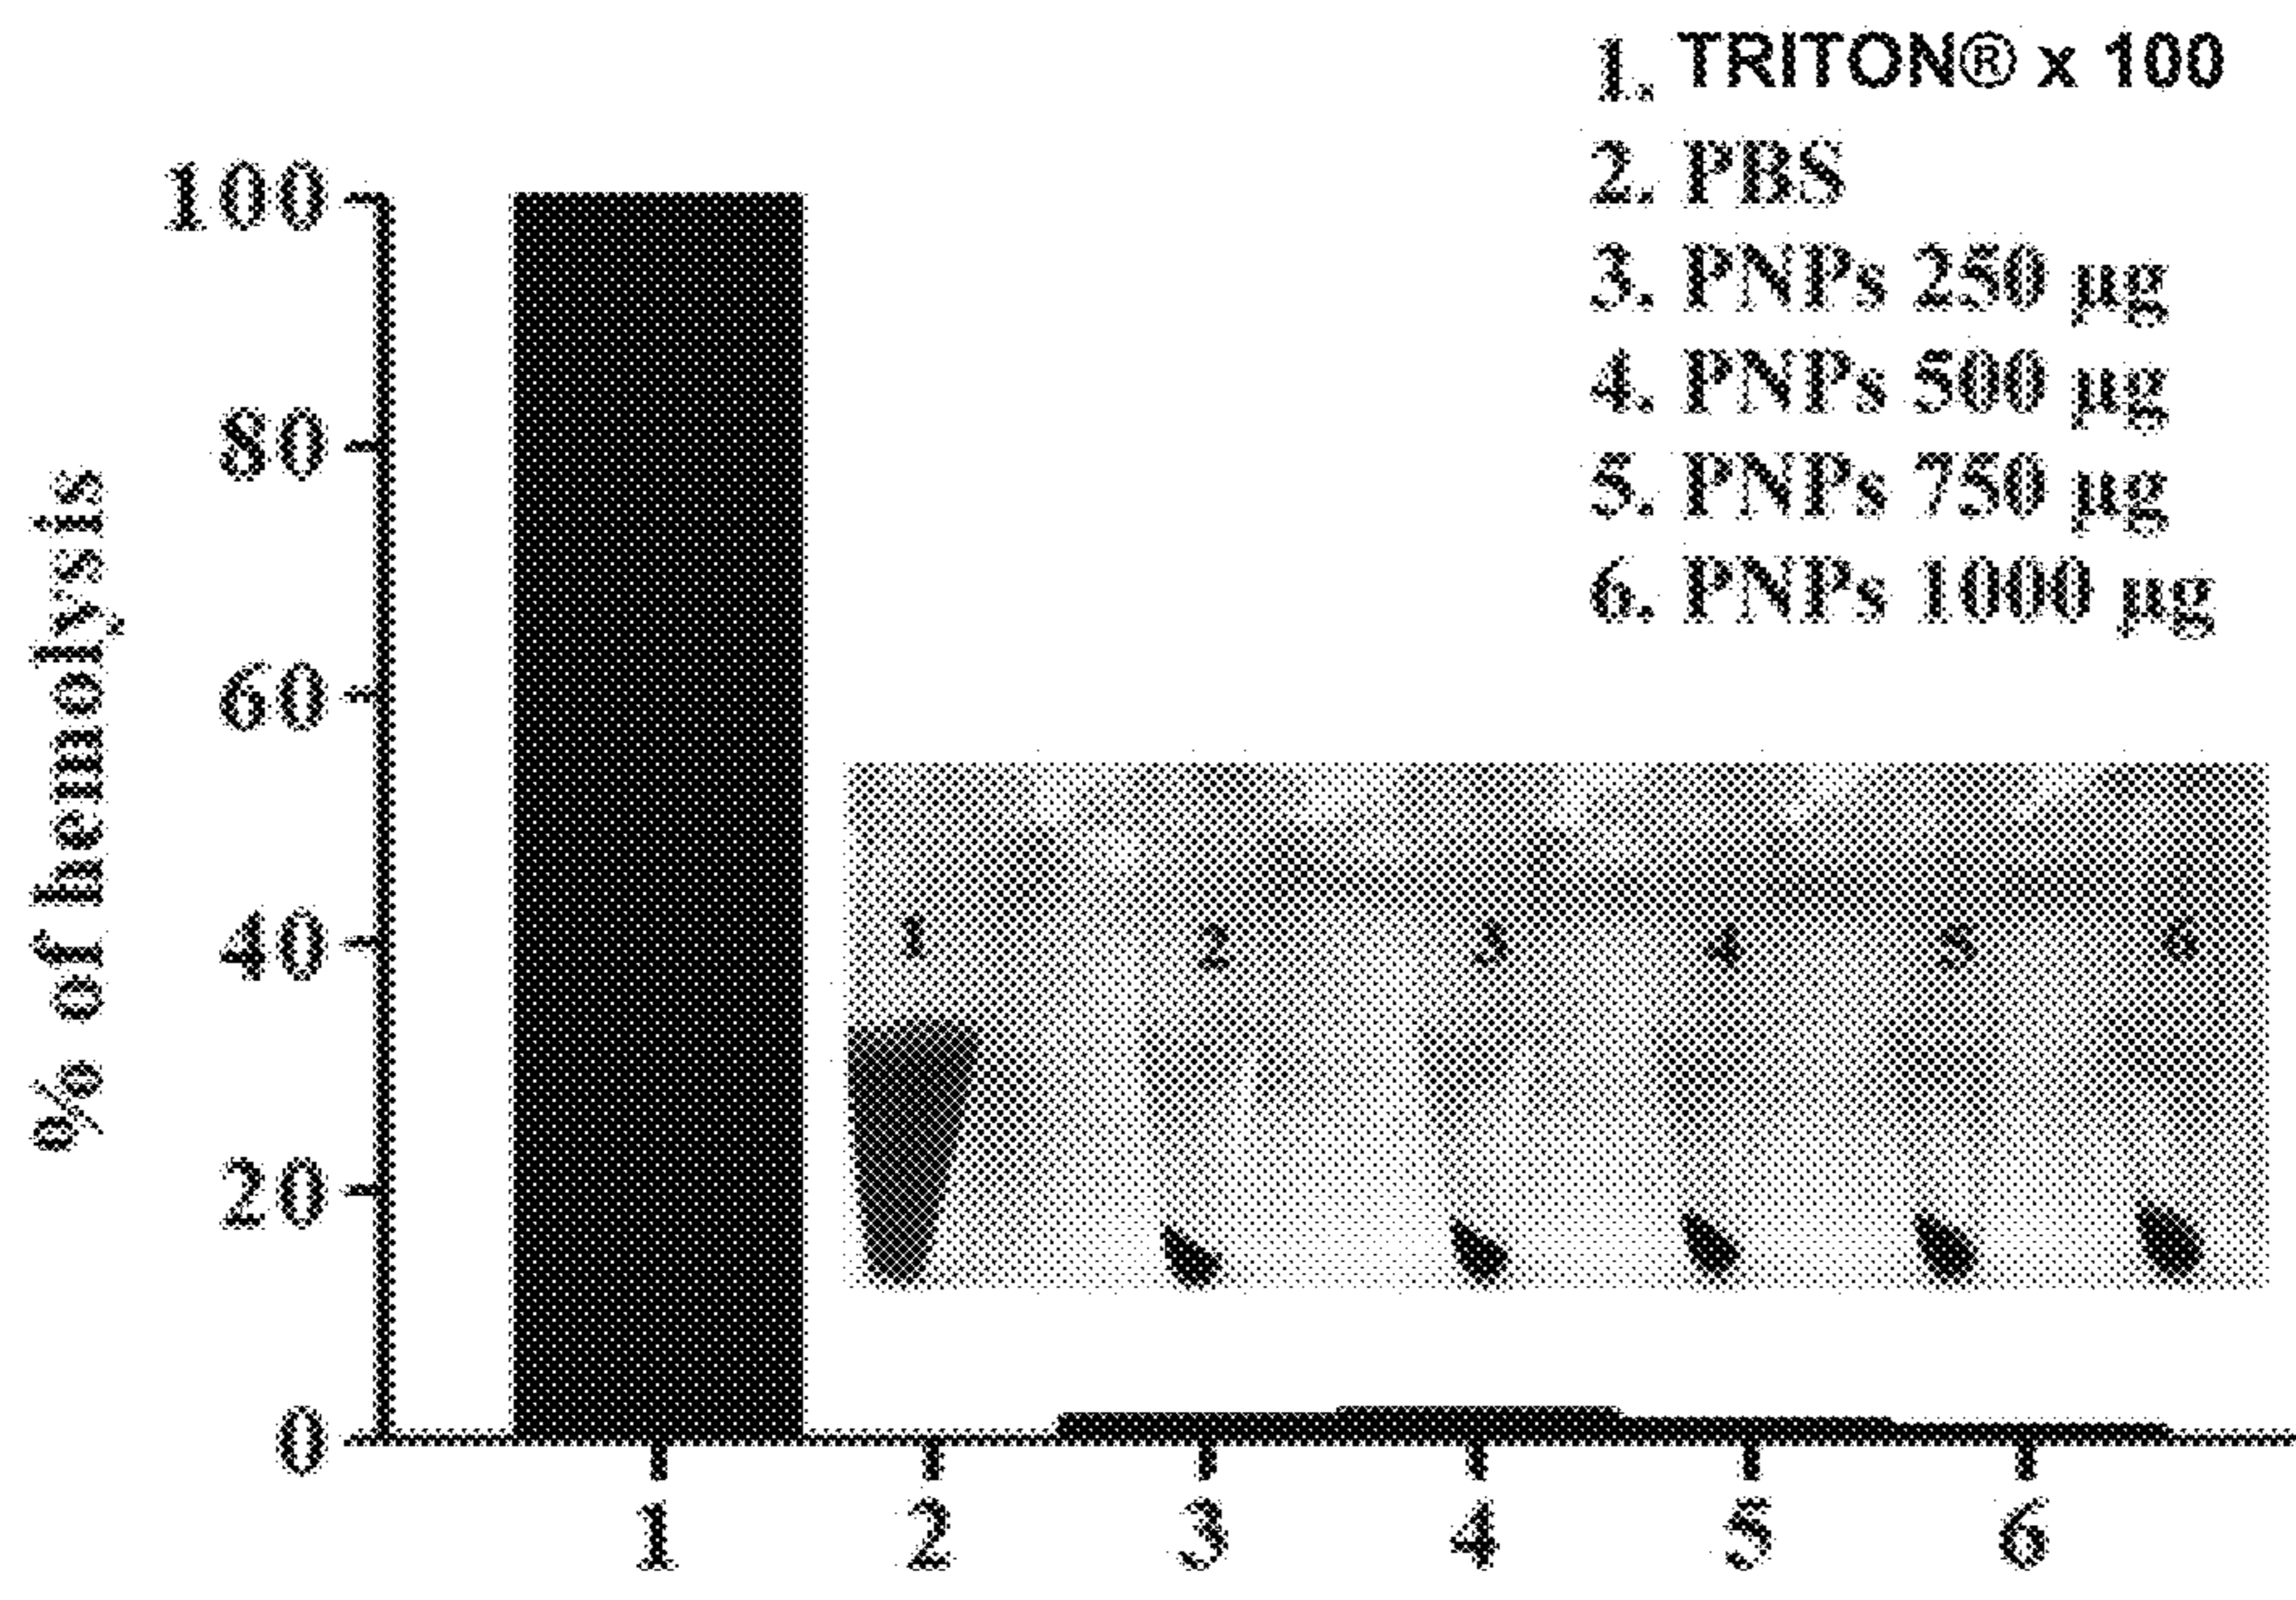 1. TRITON® x 100
2. PBS
3. PNPs 250 µg
4. PNPs 500 µg
5. PNPs 750 µg
6. PNPs 1000 µg
% of hemolysis
100
80
60
40
20
0
1 2 3 4 5 6
1 2 3 4 5 6